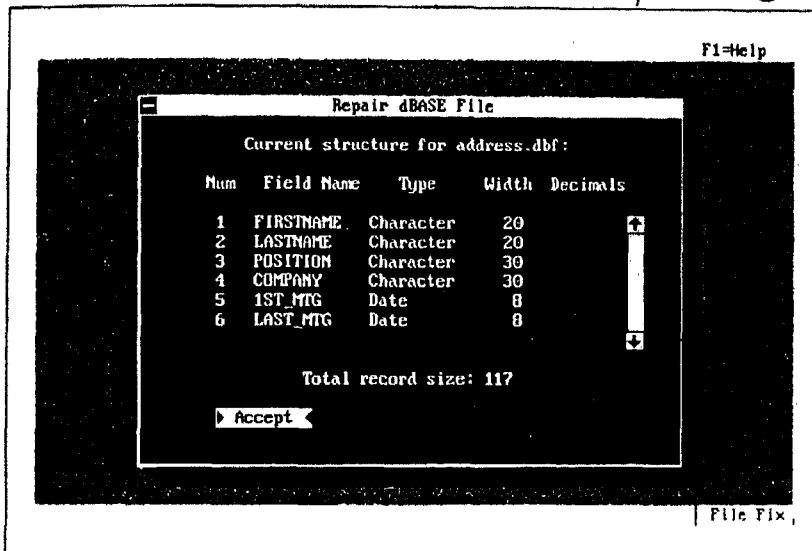 F1=Help
Repair dBASE File
Current structure for address.dbf:
Num Field Name Type Width Decimals
1 FIRSTNAME Character 20
2 LASTNAME Character 20
3 POSITION Character 30
4 COMPANY Character 30
5 1ST_MTG Date 8
6 LAST_MTG Date 8
Total record size: 117
Accept
File Fix